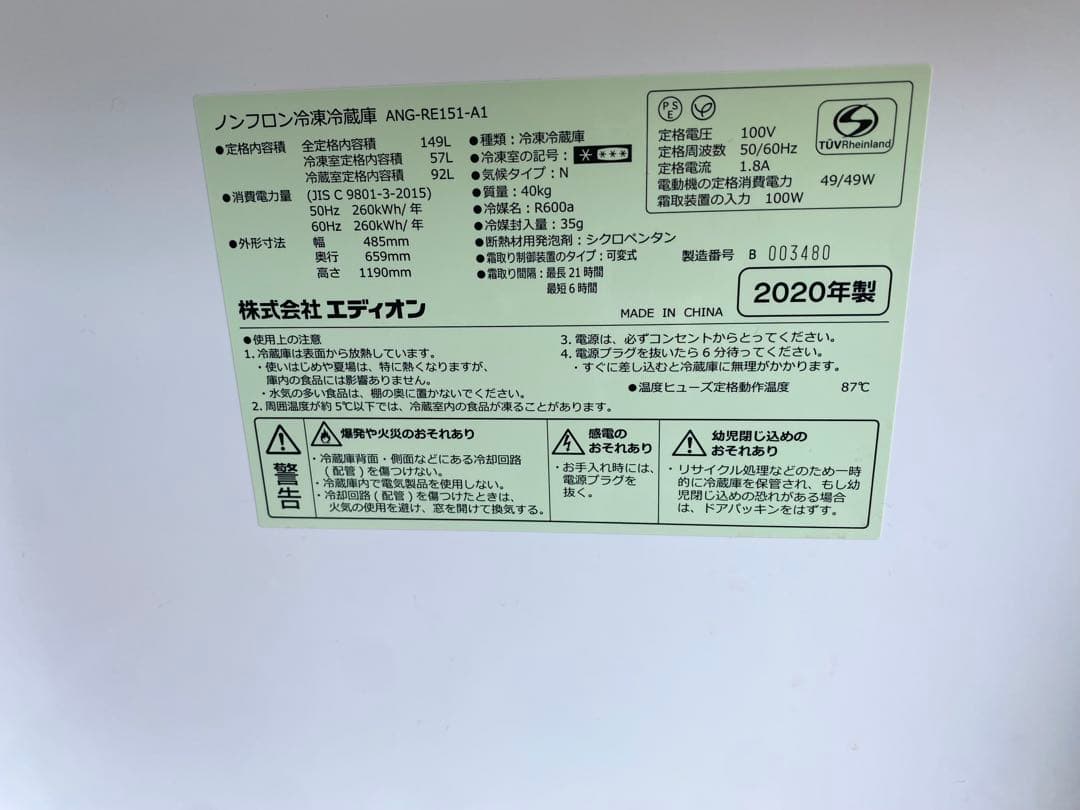 ノンフロン冷凍冷蔵庫 ANG-RE151-A1
●定格内容積 全定格内容積 149L
冷凍室定格内容積 57L
冷蔵室定格内容積 92L
●消費電力量 (JIS C 9801-3-2015)
50Hz 260kWh/年
60Hz 260kWh/年
●外形寸法 幅 485mm
奥行 659mm
高さ 1190mm
●種類：冷凍冷蔵庫
●冷凍室の記号：* ***
●気候タイプ：N
●質量：40kg
●冷媒名：R600a
●冷媒封入量：35g
●断熱材用発泡剤：シクロペンタン
●霜取り制御装置のタイプ：可変式
●霜取り間隔：最長21時間
最短6時間
PSE
TÜVRheinland
定格電圧 100V
定格周波数 50/60Hz
定格電流 1.8A
電動機の定格消費電力 49/49W
霜取装置の入力 100W
製造番号 B 003480
株式会社 エディオン
MADE IN CHINA
2020年製
●使用上の注意
1. 冷蔵庫は表面から放熱しています。
・使いはじめや夏場は、特に熱くなりますが、
庫内の食品には影響ありません。
・水気の多い食品は、棚の奥に置かないでください。
2. 周囲温度が約5℃以下では、冷蔵室内の食品が凍ることがあります。
3. 電源は、必ずコンセントからとってください。
4. 電源プラグを抜いたら6分待ってください。
・すぐに差し込むと冷蔵庫に無理がかかります。
●温度ヒューズ定格動作温度 87℃
警告
爆発や火災のおそれあり
・冷蔵庫背面・側面などにある冷却回路
(配管)を傷つけない。
・冷蔵庫内で電気製品を使用しない。
・冷却回路(配管)を傷つけたときは、
火気の使用を避け、窓を開けて換気する。
感電の
おそれあり
・お手入れ時には、
電源プラグを
抜く。
幼児閉じ込めの
おそれあり
・リサイクル処理などのため一時
的に冷蔵庫を保管され、もし幼
児閉じ込めの恐れがある場合
は、ドアパッキンをはずす。